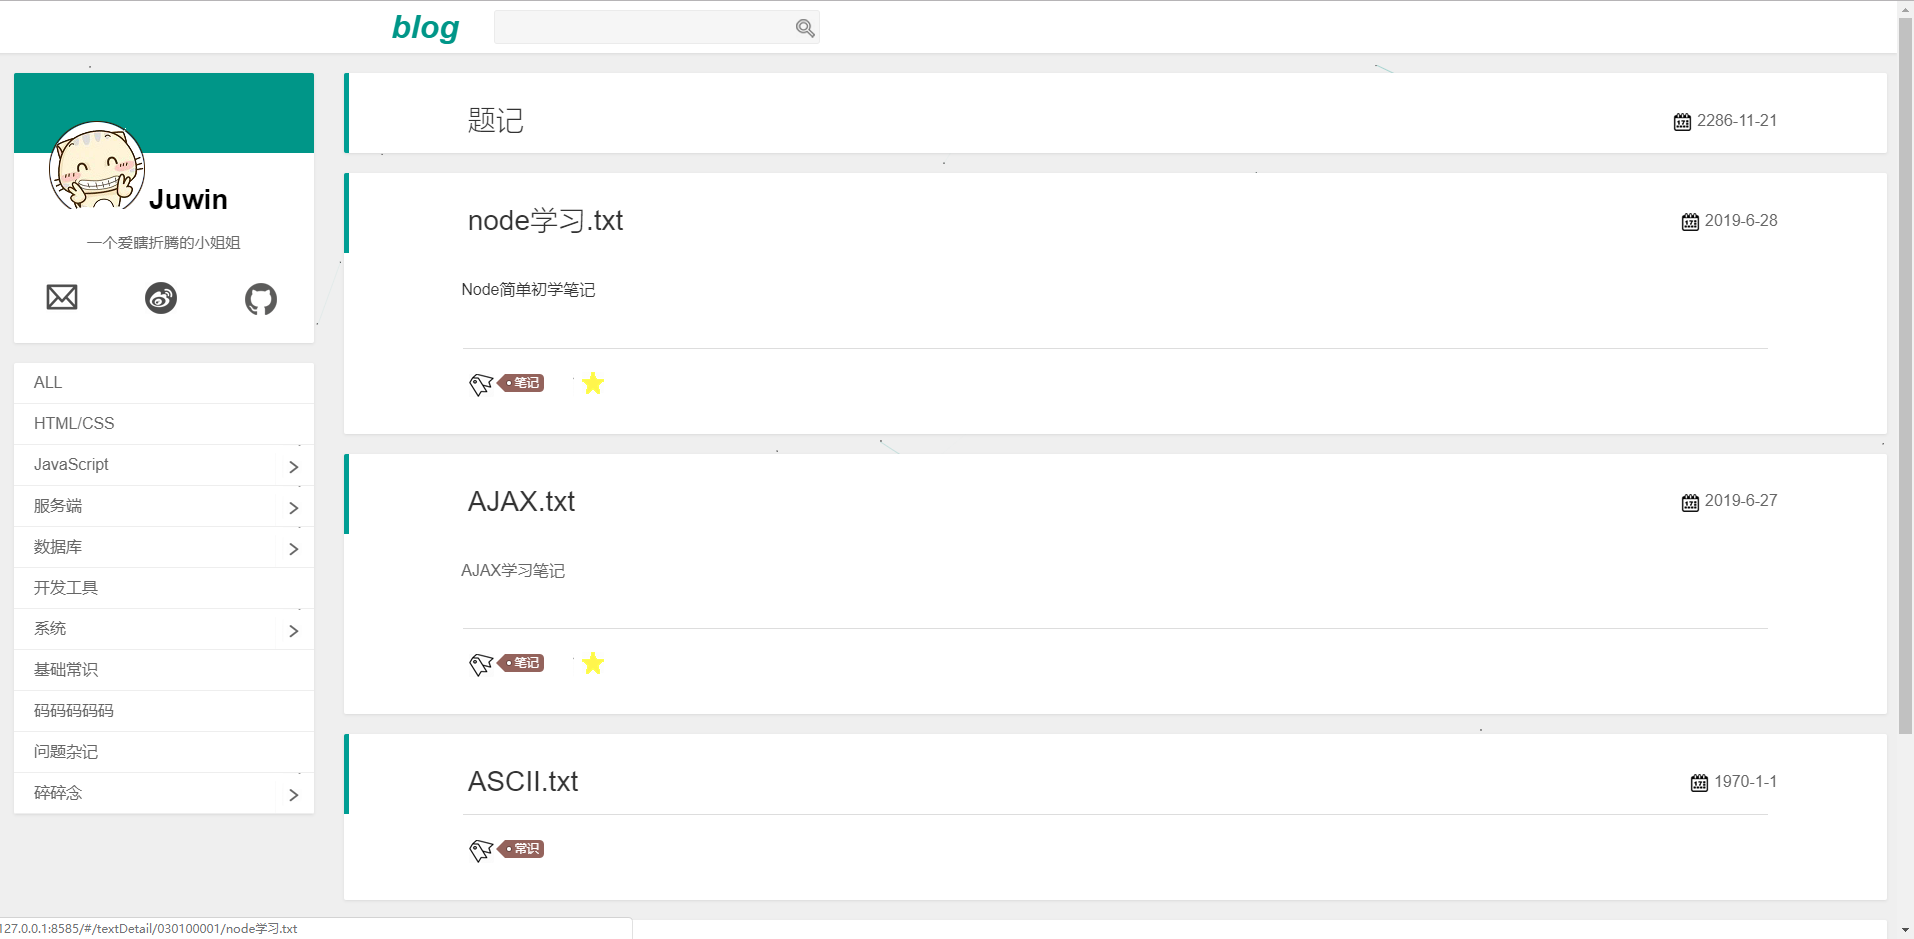 blog
Juwin
一个爱瞎折腾的小姐姐
ALL
HTML/CSS
JavaScript
服务端
数据库
开发工具
系统
基础常识
码码码码码
问题杂记
碎碎念
题记
2286-11-21
node学习.txt
2019-6-28
Node简单初学笔记
笔记
AJAX.txt
2019-6-27
AJAX学习笔记
笔记
ASCII.txt
1970-1-1
常识
127.0.0.1:8585/#/textDetail/030100001/node学习.txt